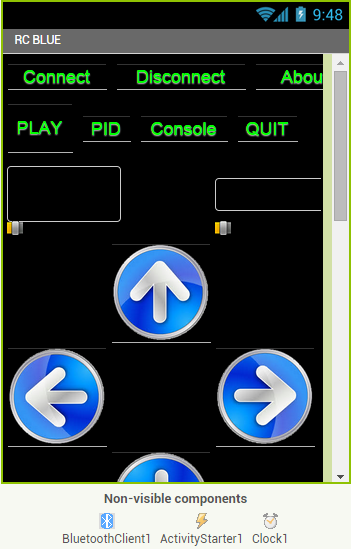 9:48
RC BLUE
Connect Disconnect Abou
PLAY PID Console QUIT
Non-visible components
BluetoothClient1 ActivityStarter1 Clock1